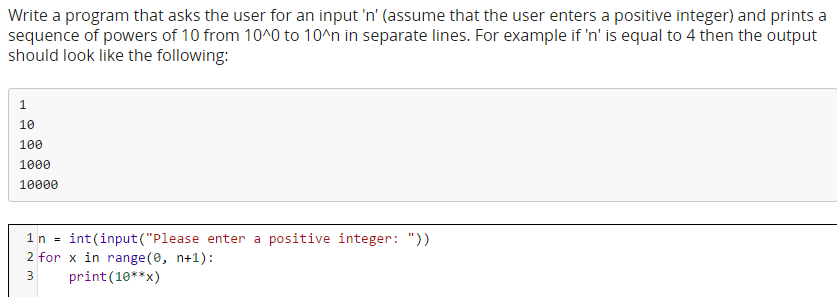 Write a program that asks the user for an input 'n' (assume that the user enters a positive integer) and prints a
sequence of powers of 10 from 10^0 to 10^n in separate lines. For example if 'n' is equal to 4 then the output
should look like the following:
1
10
100
1000
10000
1 n = int(input("Please enter a positive integer: "))
2 for x in range(0, n+1):
3     print(10**x)